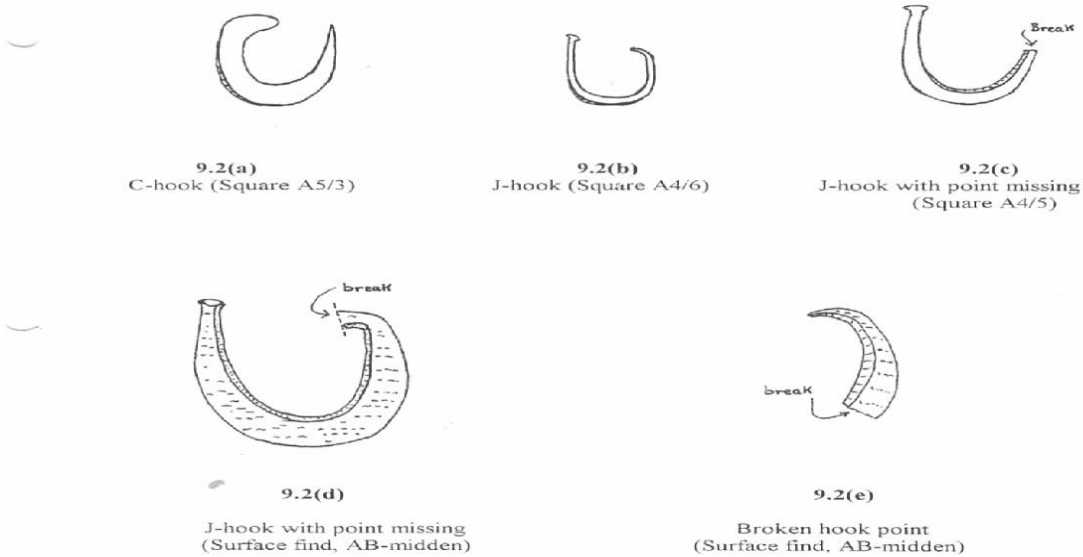 Break
9.2(a)
C-hook (Square A5/3)
9.2(b)
J-hook (Square A4/6)
9.2(c)
J-hook with point missing
(Square A4/5)
break
9.2(d)
J-hook with point missing
(Surface find, AB-midden)
break
9.2(e)
Broken hook point
(Surface find, AB-midden)